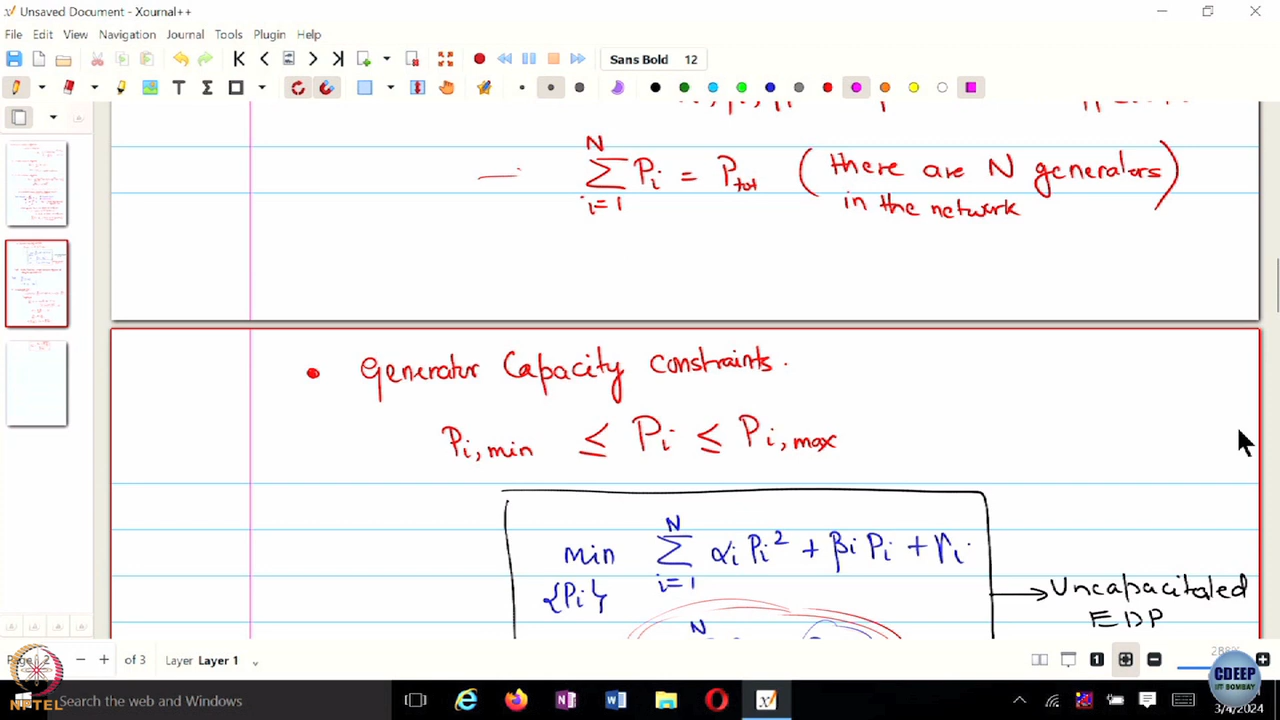 Unsaved Document - Xournal++
File Edit View Navigation Journal Tools Plugin Help
Sans Bold 12
N
— ∑ Pi = Ptot (there are N generators
i=1 in the network)
• Generator Capacity constraints.
Pi,min ≤ Pi ≤ Pi,max
N
min ∑ αi Pi² + βi Pi + γi
{Pi} i=1
→ Uncapacitated
EDP
N
Page 2 of 3 Layer Layer 1
288%
NPTEL
Search the web and Windows
CDEEP
IIT BOMBAY
3/4/2024